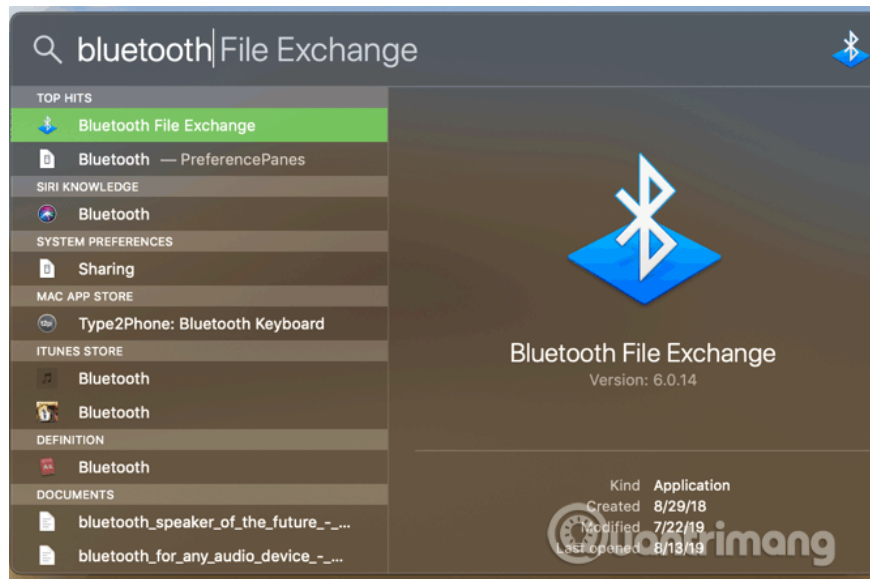 bluetooth File Exchange
TOP HITS
Bluetooth File Exchange
Bluetooth — PreferencePanes
SIRI KNOWLEDGE
Bluetooth
SYSTEM PREFERENCES
Sharing
MAC APP STORE
Type2Phone: Bluetooth Keyboard
ITUNES STORE
Bluetooth
Bluetooth
DEFINITION
Bluetooth
DOCUMENTS
bluetooth_speaker_of_the_future_-_...
bluetooth_for_any_audio_device_-_...
Bluetooth File Exchange
Version: 6.0.14
Kind Application
Created 8/29/18
Modified 7/22/19
Last opened 8/13/19
Quantrimang